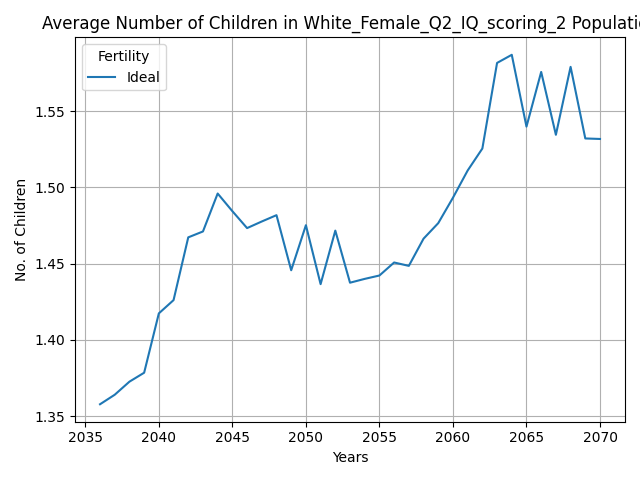 Average Number of Children in White_Female_Q2_IQ_scoring_2 Populatio
Fertility
Ideal
No. of Children
1.55
1.50
1.45
1.40
1.35
2035 2040 2045 2050 2055 2060 2065 2070
Years